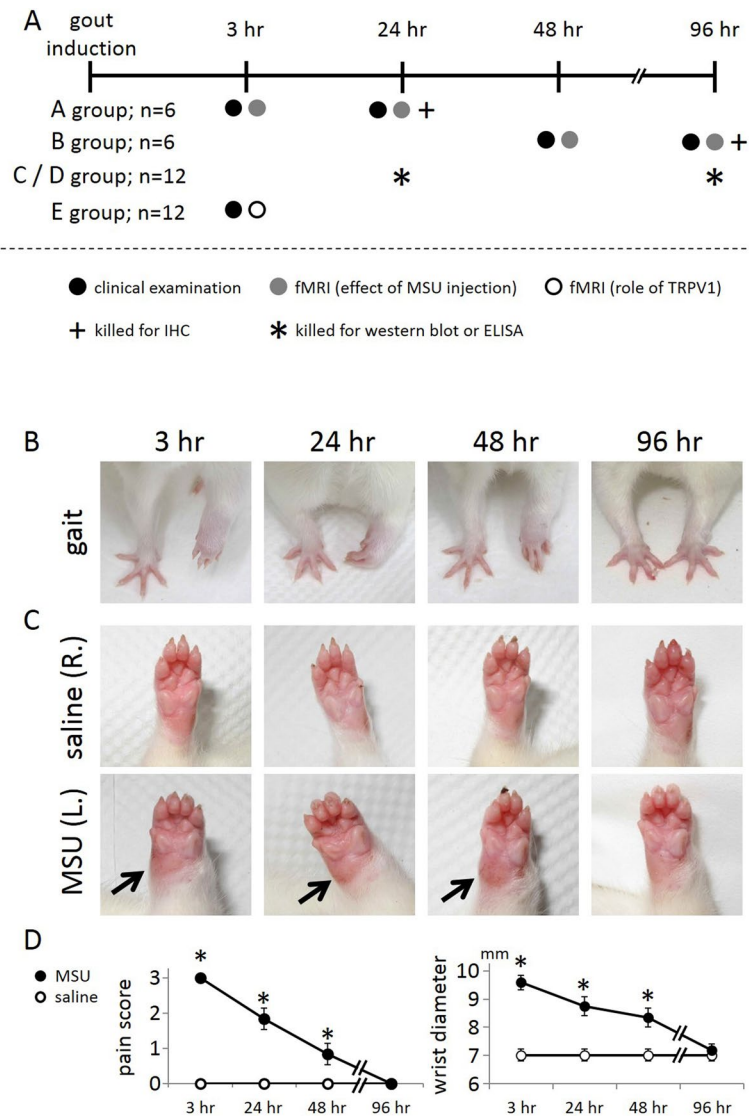 A
gout induction
3 hr 24 hr 48 hr 96 hr
A group; n=6
B group; n=6
C / D group; n=12
E group; n=12
clinical examination fMRI (effect of MSU injection) fMRI (role of TRPV1)
killed for IHC killed for western blot or ELISA
B
3 hr 24 hr 48 hr 96 hr
gait
C
saline (R.)
MSU (L.)
D
MSU
saline
pain score
3
2
1
0
3 hr 24 hr 48 hr 96 hr
wrist diameter
mm
10
9
8
7
6
3 hr 24 hr 48 hr 96 hr